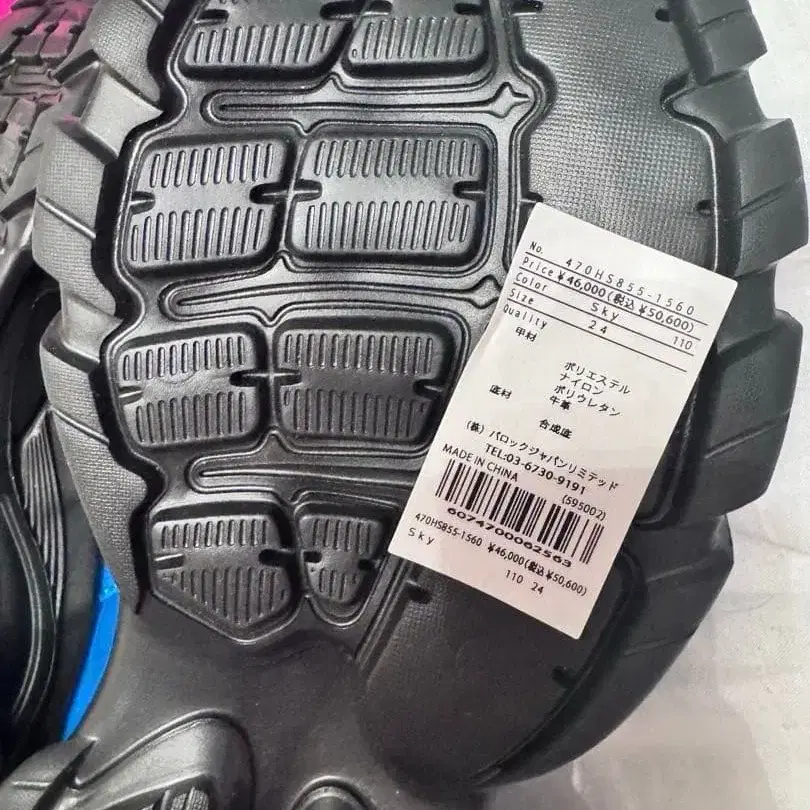 No. 470HS855-1560
Price ¥46,000(税込¥50,600)
Color Sky 110
Size 24
Quality
甲材
ポリエステル
ナイロン
ポリウレタン
牛革
底材 合成底
(株) バロックジャパンリミテッド
TEL:03-6730-9191
MADE IN CHINA (595002)
6074700062563
470HS855-1560 ¥46,000(税込¥50,600)
Sky 110 24